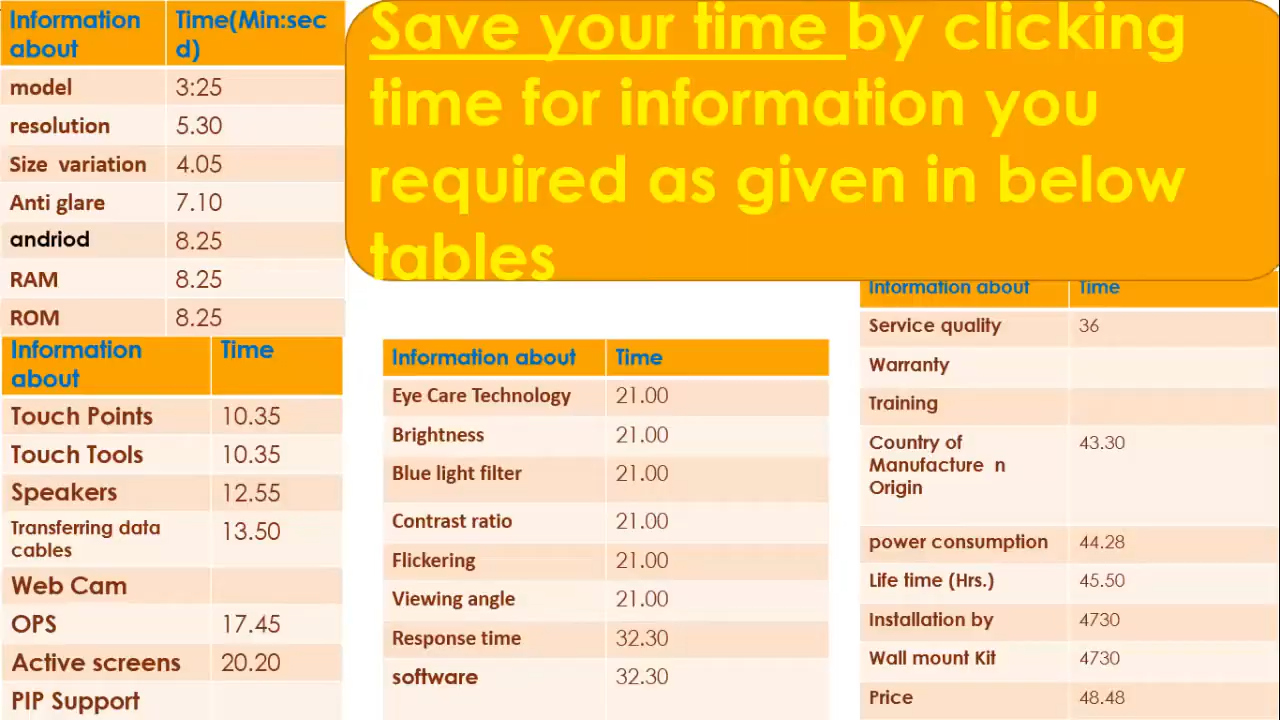 Save your time by clicking
time for information you
required as given in below
tables
Information about Time(Min:sec d)
model 3:25
resolution 5.30
Size variation 4.05
Anti glare 7.10
andriod 8.25
RAM 8.25
ROM 8.25
Information about Time
Touch Points 10.35
Touch Tools 10.35
Speakers 12.55
Transferring data cables 13.50
Web Cam
OPS 17.45
Active screens 20.20
PIP Support
Information about Time
Eye Care Technology 21.00
Brightness 21.00
Blue light filter 21.00
Contrast ratio 21.00
Flickering 21.00
Viewing angle 21.00
Response time 32.30
software 32.30
Information about Time
Service quality 36
Warranty
Training
Country of Manufacture n Origin 43.30
power consumption 44.28
Life time (Hrs.) 45.50
Installation by 4730
Wall mount Kit 4730
Price 48.48